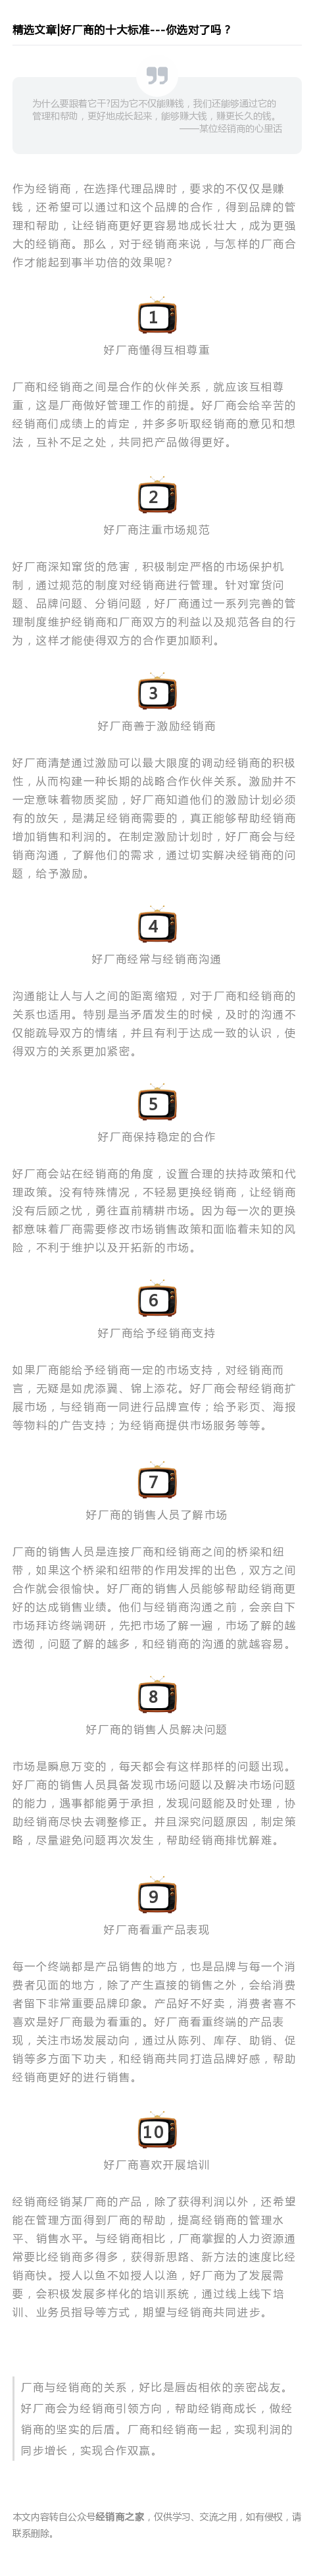 精选文章|好厂商的十大标准---你选对了吗？
为什么要跟着它干?因为它不仅能赚钱，我们还能够通过它的
管理和帮助，更好地成长起来，能够赚大钱，赚更长久的钱。
——某位经销商的心里话
作为经销商，在选择代理品牌时，要求的不仅仅是赚
钱，还希望可以通过和这个品牌的合作，得到品牌的管
理和帮助，让经销商更好更容易地成长壮大，成为更强
大的经销商。那么，对于经销商来说，与怎样的厂商合
作才能起到事半功倍的效果呢?
1
好厂商懂得互相尊重
厂商和经销商之间是合作的伙伴关系，就应该互相尊
重，这是厂商做好管理工作的前提。好厂商会给辛苦的
经销商们成绩上的肯定，并多多听取经销商的意见和想
法，互补不足之处，共同把产品做得更好。
2
好厂商注重市场规范
好厂商深知窜货的危害，积极制定严格的市场保护机
制，通过规范的制度对经销商进行管理。针对窜货问
题、品牌问题、分销问题，好厂商通过一系列完善的管
理制度维护经销商和厂商双方的利益以及规范各自的行
为，这样才能使得双方的合作更加顺利。
3
好厂商善于激励经销商
好厂商清楚通过激励可以最大限度的调动经销商的积极
性，从而构建一种长期的战略合作伙伴关系。激励并不
一定意味着物质奖励，好厂商知道他们的激励计划必须
有的放矢，是满足经销商需要的，真正能够帮助经销商
增加销售和利润的。在制定激励计划时，好厂商会与经
销商沟通，了解他们的需求，通过切实解决经销商的问
题，给予激励。
4
好厂商经常与经销商沟通
沟通能让人与人之间的距离缩短，对于厂商和经销商的
关系也适用。特别是当矛盾发生的时候，及时的沟通不
仅能疏导双方的情绪，并且有利于达成一致的认识，使
得双方的关系更加紧密。
5
好厂商保持稳定的合作
好厂商会站在经销商的角度，设置合理的扶持政策和代
理政策。没有特殊情况，不轻易更换经销商，让经销商
没有后顾之忧，勇往直前精耕市场。因为每一次的更换
都意味着厂商需要修改市场销售政策和面临着未知的风
险，不利于维护以及开拓新的市场。
6
好厂商给予经销商支持
如果厂商能给予经销商一定的市场支持，对经销商而
言，无疑是如虎添翼、锦上添花。好厂商会帮经销商扩
展市场，与经销商一同进行品牌宣传；给予彩页、海报
等物料的广告支持；为经销商提供市场服务等等。
7
好厂商的销售人员了解市场
厂商的销售人员是连接厂商和经销商之间的桥梁和纽
带，如果这个桥梁和纽带的作用发挥的出色，双方之间
合作就会很愉快。好厂商的销售人员能够帮助经销商更
好的达成销售业绩。他们与经销商沟通之前，会亲自下
市场拜访终端调研，先把市场了解一遍，市场了解的越
透彻，问题了解的越多，和经销商的沟通的就越容易。
8
好厂商的销售人员解决问题
市场是瞬息万变的，每天都会有这样那样的问题出现。
好厂商的销售人员具备发现市场问题以及解决市场问题
的能力，遇事都能勇于承担，发现问题能及时处理，协
助经销商尽快去调整修正。并且深究问题原因，制定策
略，尽量避免问题再次发生，帮助经销商排忧解难。
9
好厂商看重产品表现
每一个终端都是产品销售的地方，也是品牌与每一个消
费者见面的地方，除了产生直接的销售之外，会给消费
者留下非常重要品牌印象。产品好不好卖，消费者喜不
喜欢是好厂商最为看重的。好厂商看重终端的产品表
现，关注市场发展动向，通过从陈列、库存、助销、促
销等多方面下功夫，和经销商共同打造品牌好感，帮助
经销商更好的进行销售。
10
好厂商喜欢开展培训
经销商经销某厂商的产品，除了获得利润以外，还希望
能在管理方面得到厂商的帮助，提高经销商的管理水
平、销售水平。与经销商相比，厂商掌握的人力资源通
常要比经销商多得多，获得新思路、新方法的速度比经
销商快。授人以鱼不如授人以渔，好厂商为了发展需
要，会积极发展多样化的培训系统，通过线上线下培
训、业务员指导等方式，期望与经销商共同进步。
厂商与经销商的关系，好比是唇齿相依的亲密战友。
好厂商会为经销商引领方向，帮助经销商成长，做经
销商的坚实的后盾。厂商和经销商一起，实现利润的
同步增长，实现合作双赢。
本文内容转自公众号经销商之家，仅供学习、交流之用，如有侵权，请
联系删除。